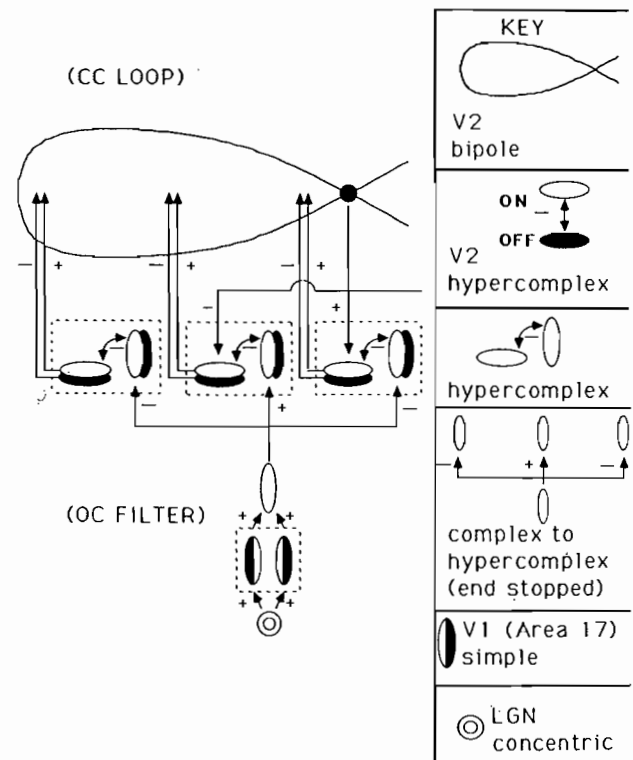 (CC LOOP)
− + − + − +
− +
− − −
− + −
(OC FILTER)
+ +
+ +
KEY
V2
bipole
ON
−
OFF
V2
hypercomplex
−
hypercomplex
− + −
complex to
hypercomplex
(end stopped)
V1 (Area 17)
simple
LGN
concentric